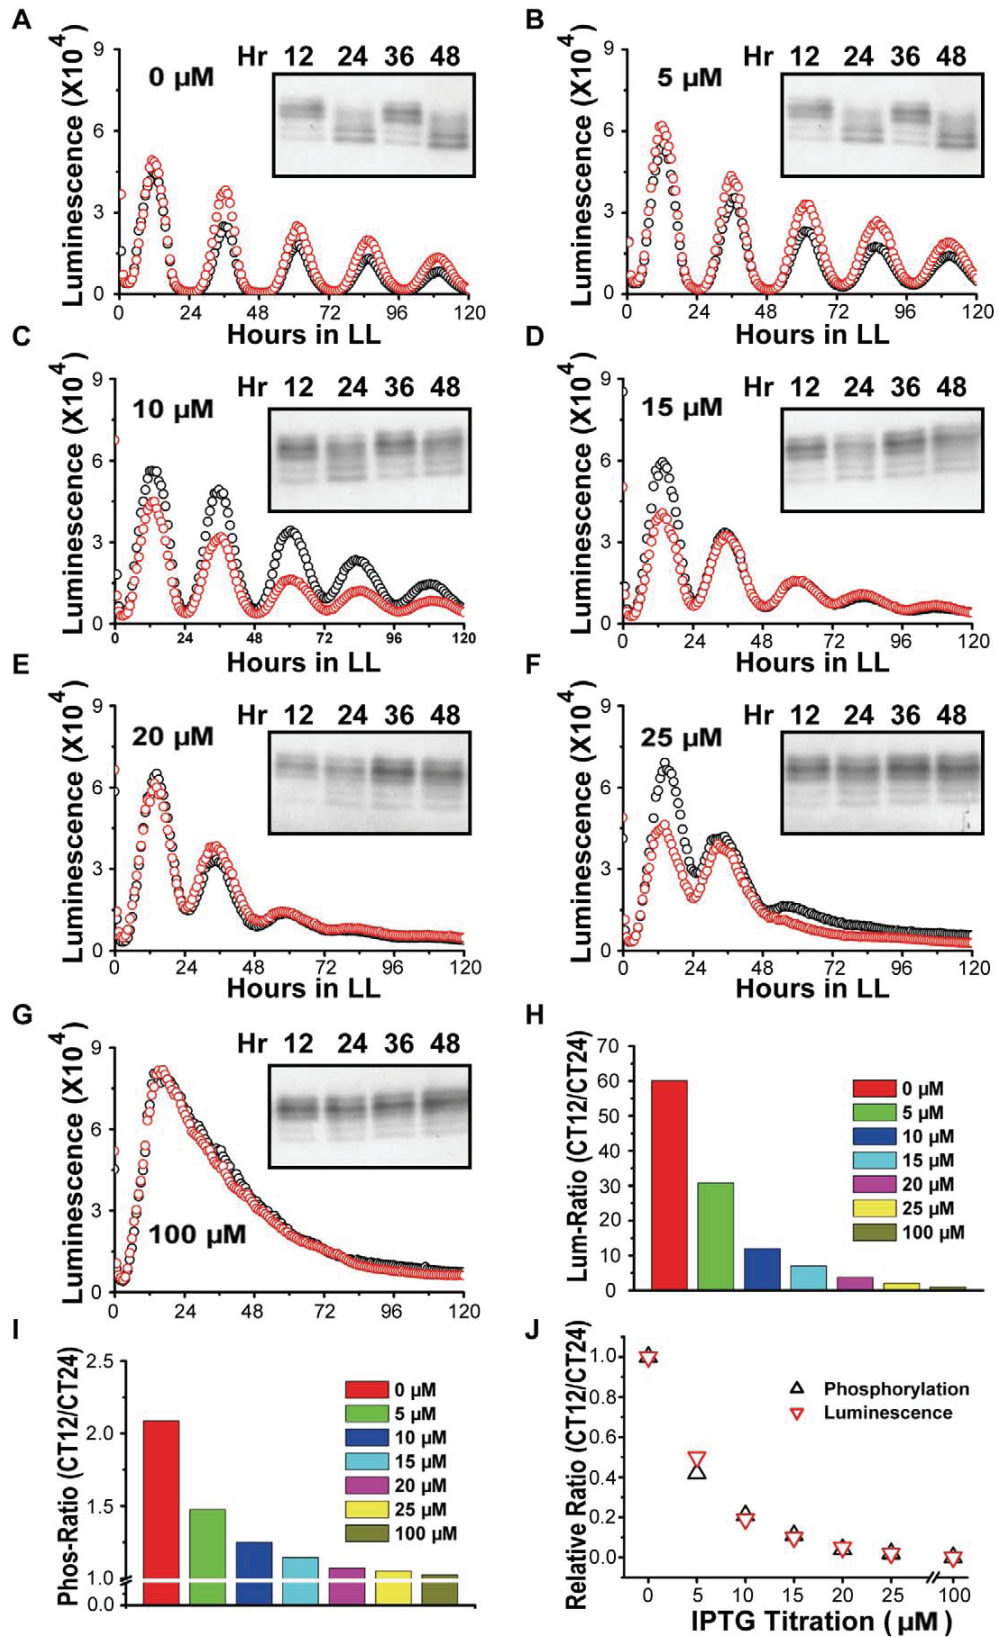 A
Luminescence (X10⁴)
9
6
3
0
0 μM
Hr 12 24 36 48
0 24 48 72 96 120
Hours in LL
B
Luminescence (X10⁴)
9
6
3
0
5 μM
Hr 12 24 36 48
0 24 48 72 96 120
Hours in LL
C
Luminescence (X10⁴)
9
6
3
0
10 μM
Hr 12 24 36 48
0 24 48 72 96 120
Hours in LL
D
Luminescence (X10⁴)
9
6
3
0
15 μM
Hr 12 24 36 48
0 24 48 72 96 120
Hours in LL
E
Luminescence (X10⁴)
9
6
3
0
20 μM
Hr 12 24 36 48
0 24 48 72 96 120
Hours in LL
F
Luminescence (X10⁴)
9
6
3
0
25 μM
Hr 12 24 36 48
0 24 48 72 96 120
Hours in LL
G
Luminescence (X10⁴)
9
6
3
0
100 μM
Hr 12 24 36 48
0 24 48 72 96 120
H
Lum-Ratio (CT12/CT24)
70
60
50
40
30
20
10
0
0 μM
5 μM
10 μM
15 μM
20 μM
25 μM
100 μM
I
Phos-Ratio (CT12/CT24)
2.5
2.0
1.5
1.0
0.0
0 μM
5 μM
10 μM
15 μM
20 μM
25 μM
100 μM
J
Relative Ratio (CT12/CT24)
1.0
0.8
0.6
0.4
0.2
0.0
Phosphorylation
Luminescence
0 5 10 15 20 25 100
IPTG Titration (μM)